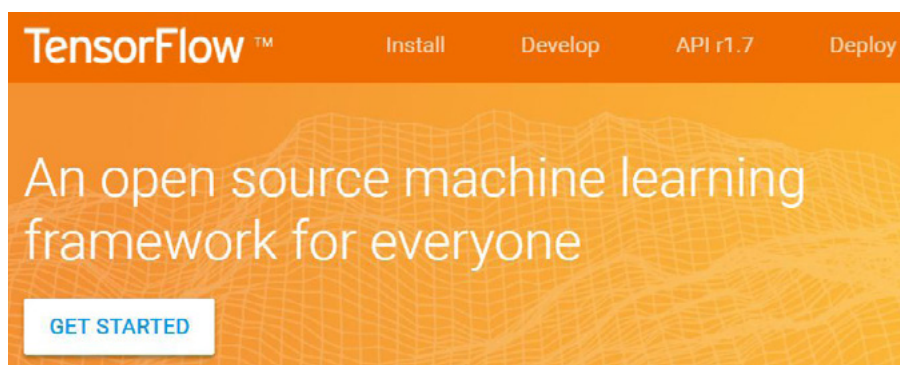 TensorFlow ™ Install Develop API r1.7 Deploy
An open source machine learning
framework for everyone
GET STARTED